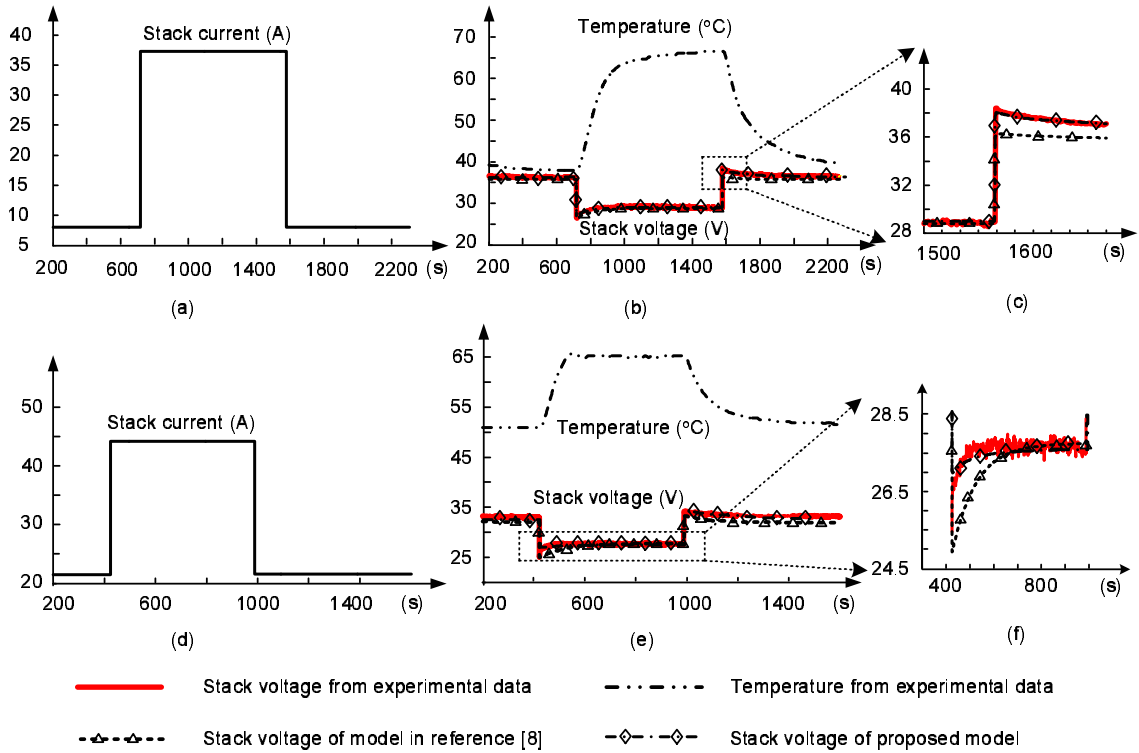 Stack current (A)
40
35
30
25
20
15
10
5
200 600 1000 1400 1800 2200 (s)
(a)
Temperature (°C)
70
60
50
40
30
20
Stack voltage (V)
200 600 1000 1400 1800 2200 (s)
(b)
40
36
32
28
1500 1600 (s)
(c)
Stack current (A)
50
40
30
20
200 600 1000 1400 (s)
(d)
65
55
45
35
25
Temperature (°C)
Stack voltage (V)
200 600 1000 1400 (s)
(e)
28.5
26.5
24.5
400 800 (s)
(f)
Stack voltage from experimental data
Temperature from experimental data
Stack voltage of model in reference [8]
Stack voltage of proposed model